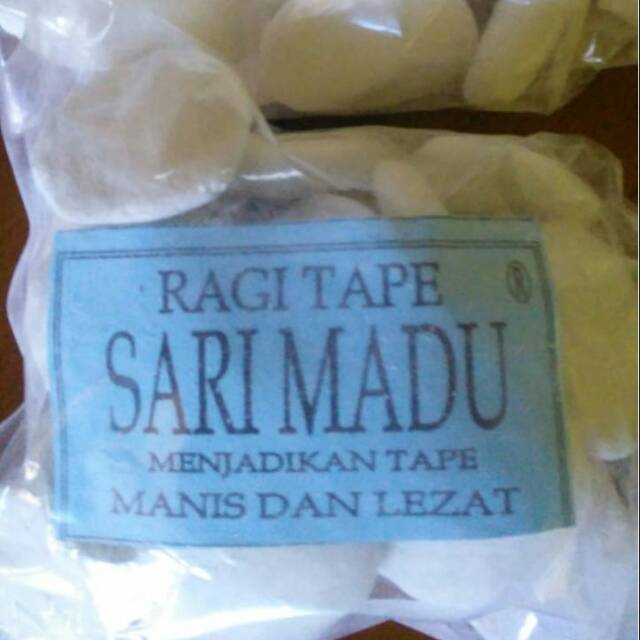 RAGI TAPE ®
SARI MADU
MENJADIKAN TAPE
MANIS DAN LEZAT